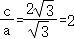 c/a = 2√3/√3 = 2